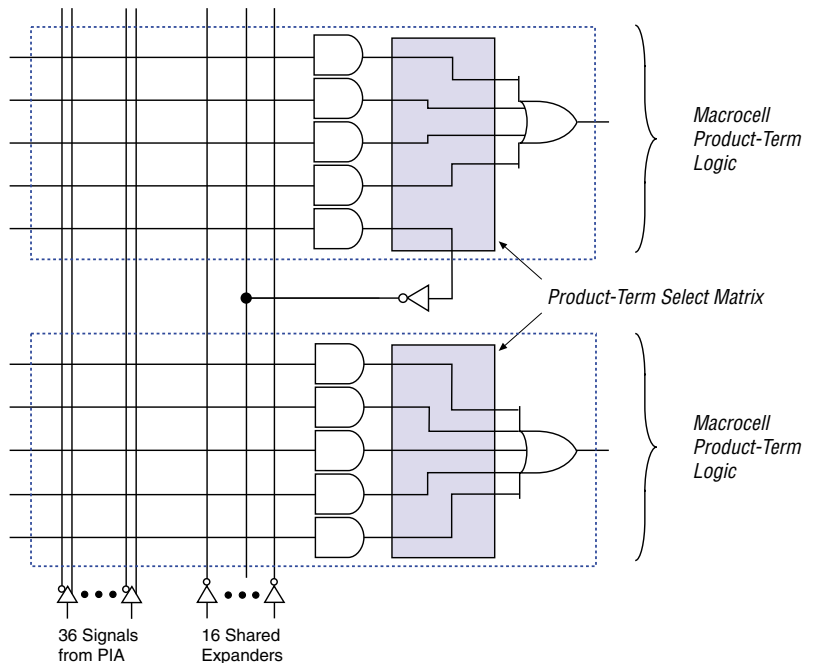 Macrocell
Product-Term
Logic
Product-Term Select Matrix
Macrocell
Product-Term
Logic
36 Signals
from PIA
16 Shared
Expanders